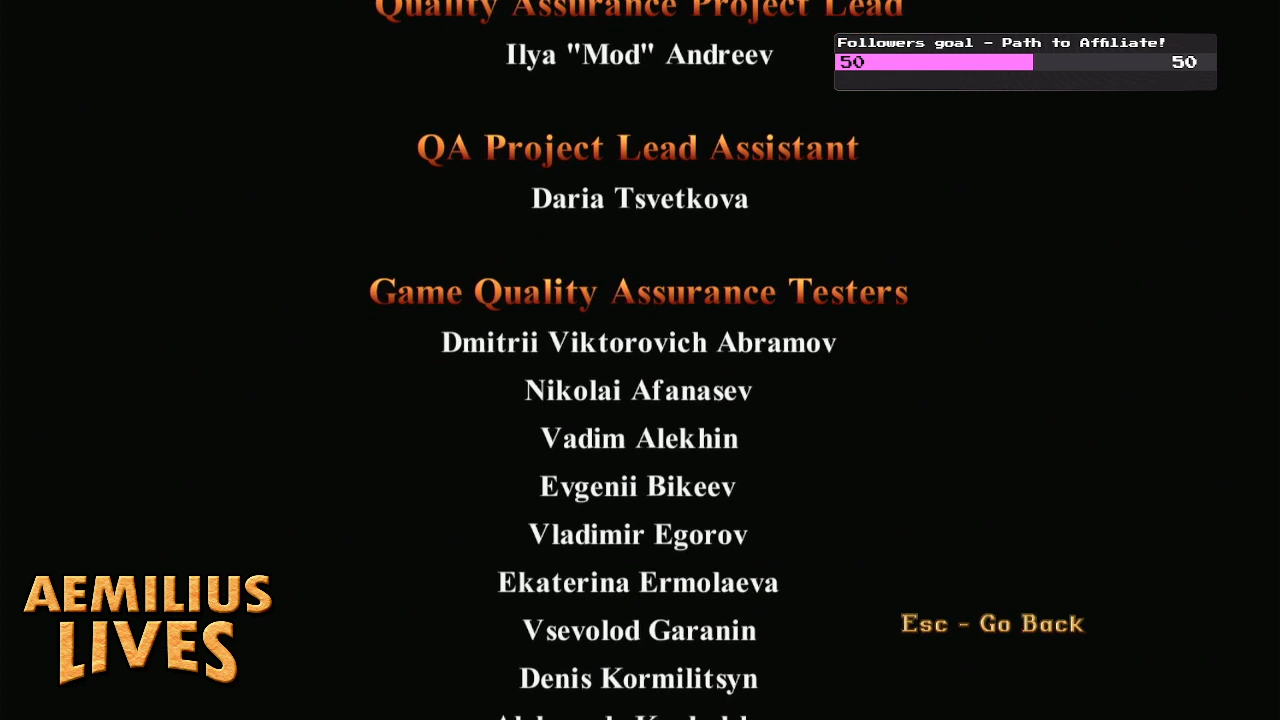 Quality Assurance Project Lead
Ilya "Mod" Andreev
Followers goal - Path to Affiliate!
50 50
QA Project Lead Assistant
Daria Tsvetkova
Game Quality Assurance Testers
Dmitrii Viktorovich Abramov
Nikolai Afanasev
Vadim Alekhin
Evgenii Bikeev
Vladimir Egorov
Ekaterina Ermolaeva
Vsevolod Garanin
Denis Kormilitsyn
AEMILIUS
LIVES
Esc - Go Back